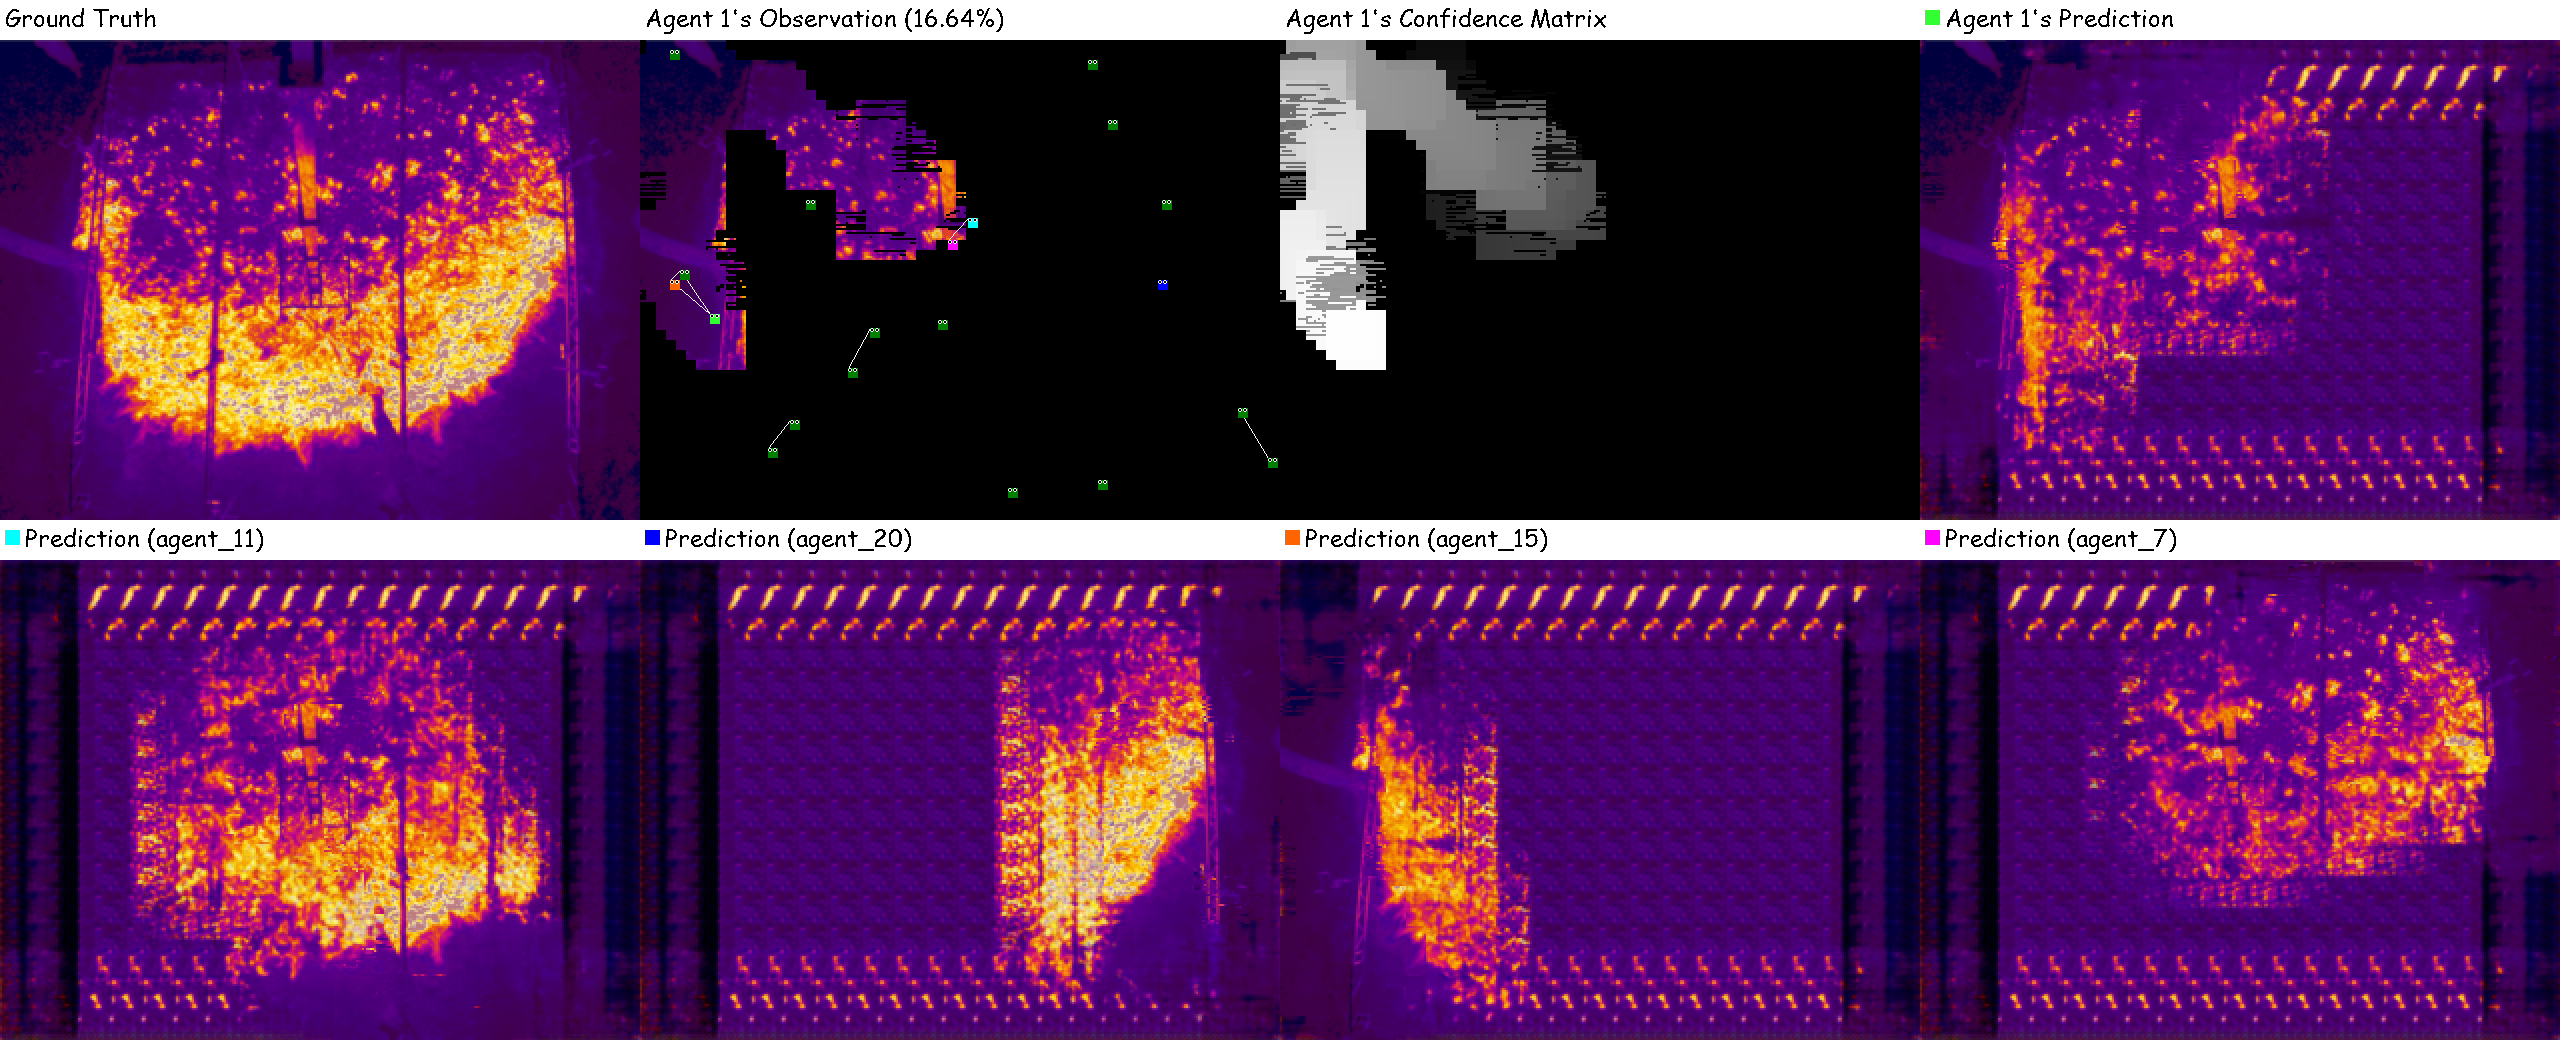 Ground Truth
Agent 1's Observation (16.64%)
Agent 1's Confidence Matrix
Agent 1's Prediction
Prediction (agent_11)
Prediction (agent_20)
Prediction (agent_15)
Prediction (agent_7)